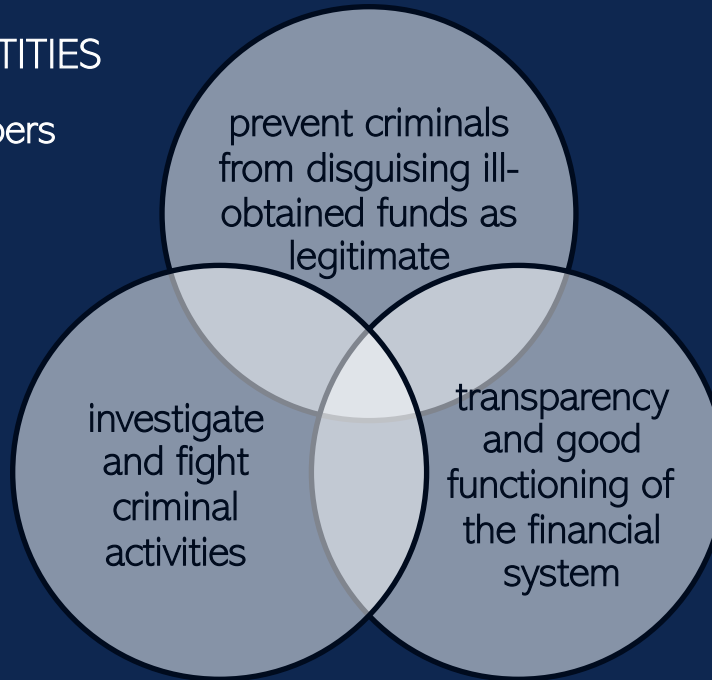 TITIES
bers
prevent criminals
from disguising ill-
obtained funds as
legitimate
investigate
and fight
criminal
activities
transparency
and good
functioning of
the financial
system